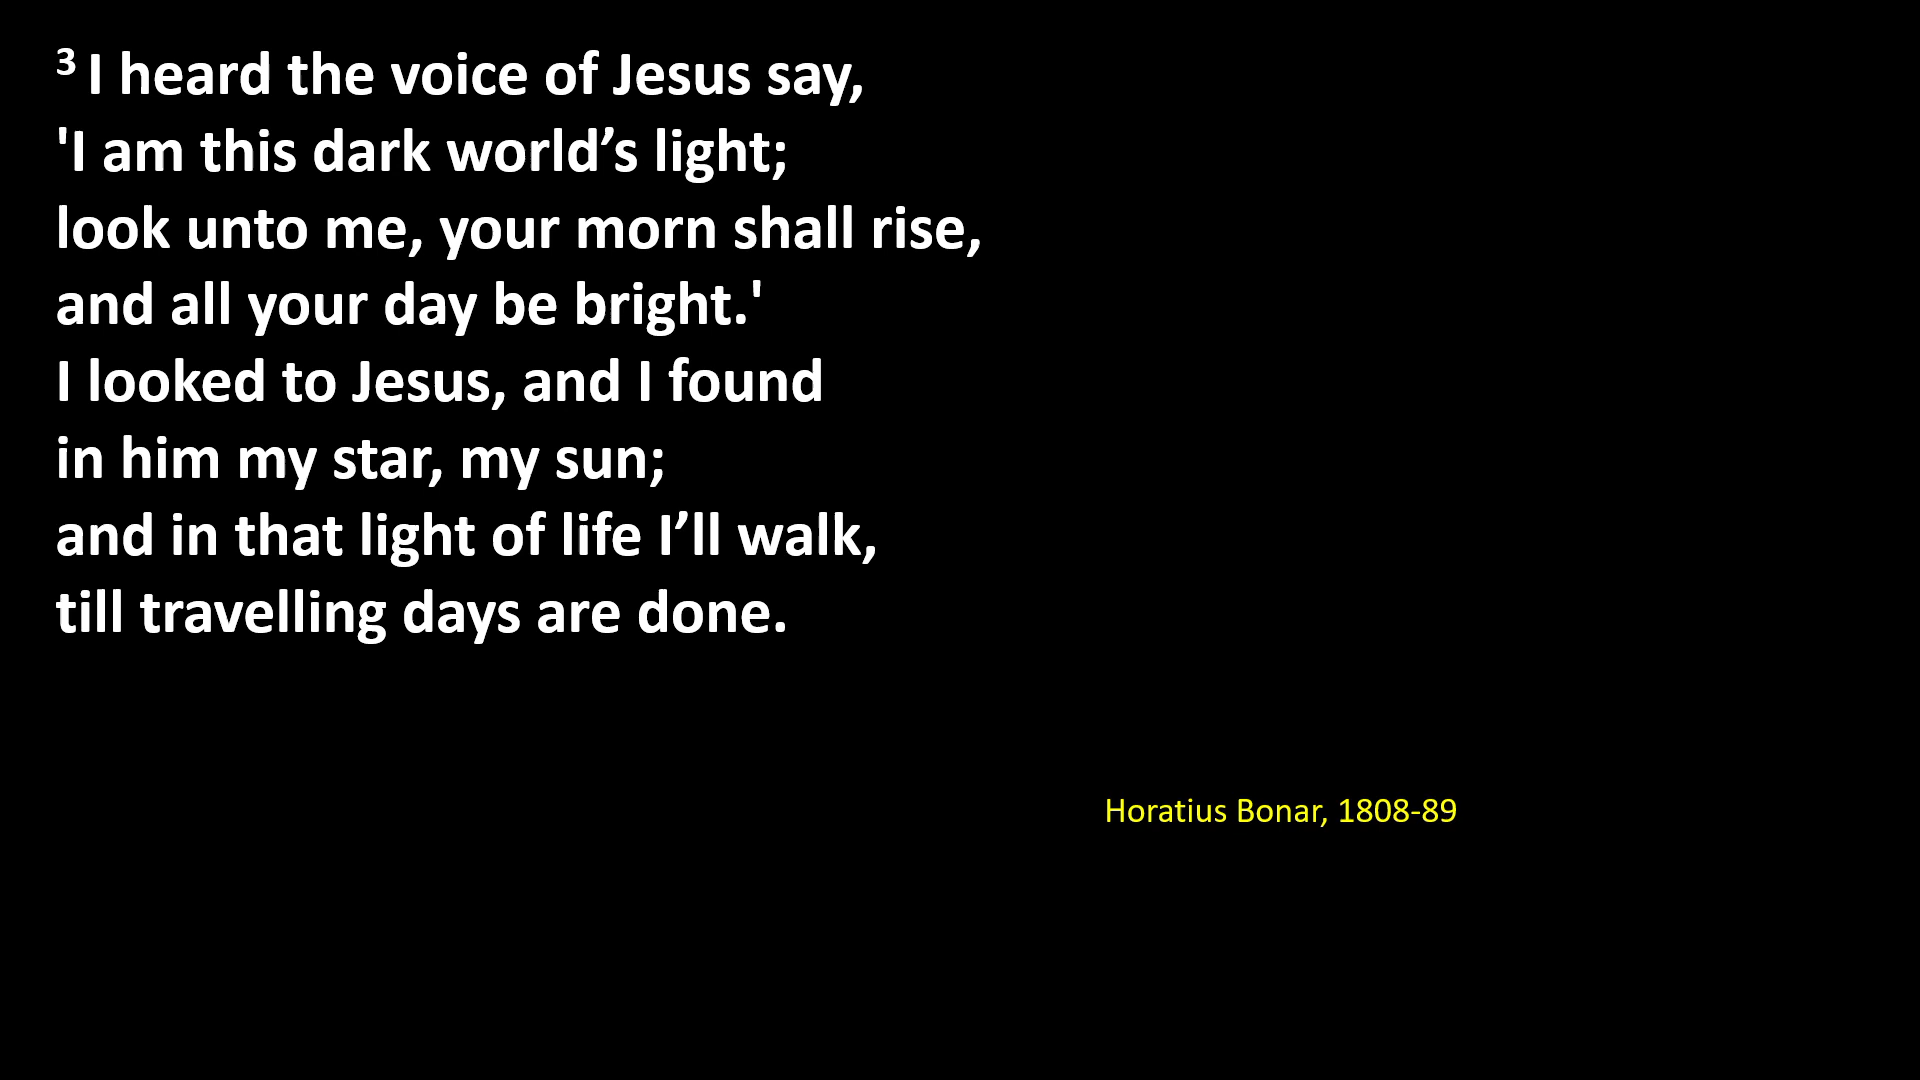 3 I heard the voice of Jesus say,
'I am this dark world’s light;
look unto me, your morn shall rise,
and all your day be bright.'
I looked to Jesus, and I found
in him my star, my sun;
and in that light of life I’ll walk,
till travelling days are done.
Horatius Bonar, 1808-89